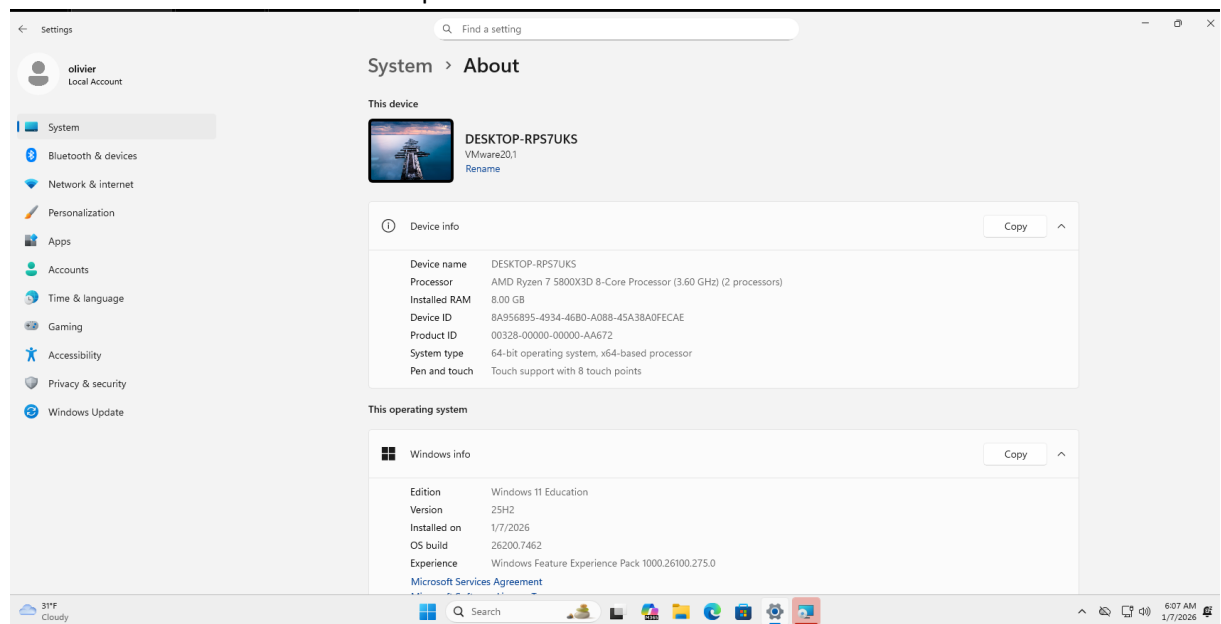 Settings
Find a setting
olivier
Local Account
System
Bluetooth & devices
Network & internet
Personalization
Apps
Accounts
Time & language
Gaming
Accessibility
Privacy & security
Windows Update
System > About
This device
DESKTOP-RPS7UKS
VMware20,1
Rename
Device info
Copy
Device name DESKTOP-RPS7UKS
Processor AMD Ryzen 7 5800X3D 8-Core Processor (3.60 GHz) (2 processors)
Installed RAM 8.00 GB
Device ID 8A956895-4934-46B0-A088-45A38A0FECAE
Product ID 00328-00000-00000-AA672
System type 64-bit operating system, x64-based processor
Pen and touch Touch support with 8 touch points
This operating system
Windows info
Copy
Edition Windows 11 Education
Version 25H2
Installed on 1/7/2026
OS build 26200.7462
Experience Windows Feature Experience Pack 1000.26100.275.0
Microsoft Services Agreement
31°F
Cloudy
Search
6:07 AM
1/7/2026